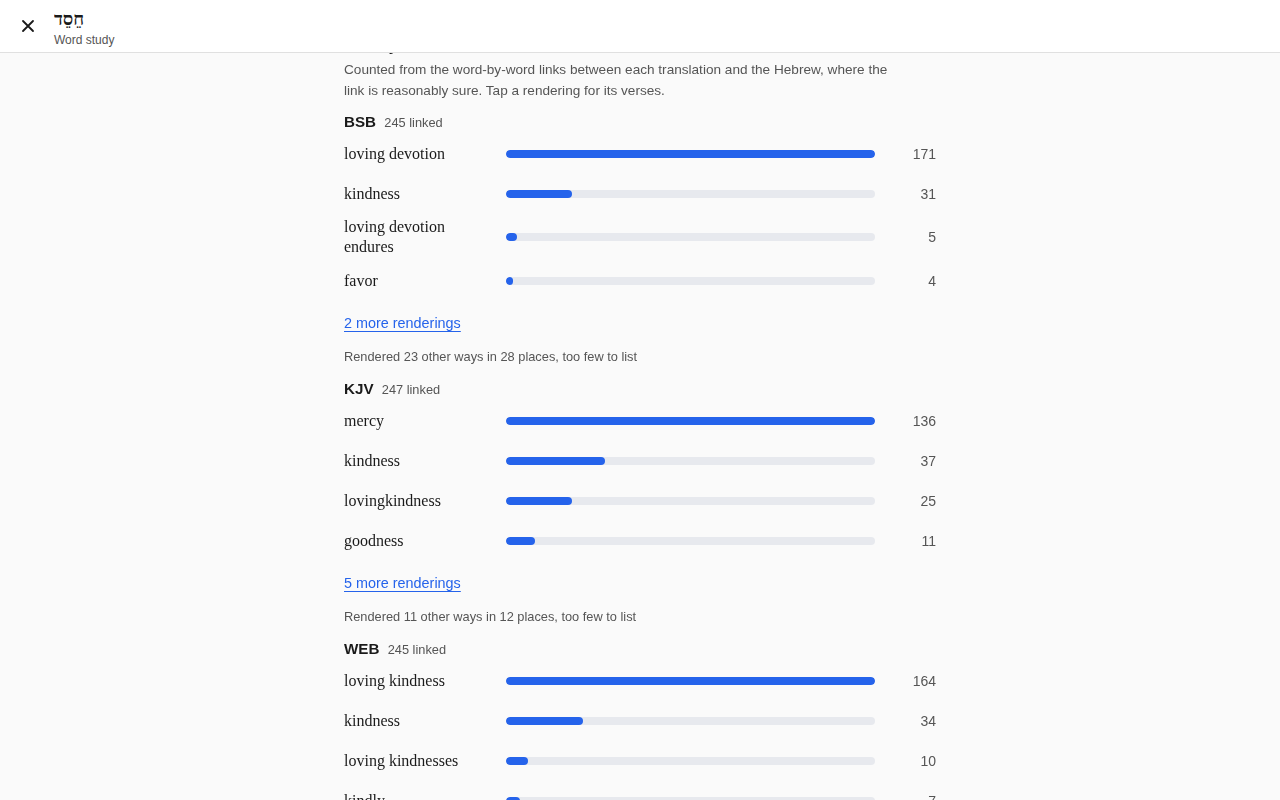 חֵסֵד
Word study
Counted from the word-by-word links between each translation and the Hebrew, where the
link is reasonably sure. Tap a rendering for its verses.
BSB 245 linked
loving devotion 171
kindness 31
loving devotion
endures 5
favor 4
2 more renderings
Rendered 23 other ways in 28 places, too few to list
KJV 247 linked
mercy 136
kindness 37
lovingkindness 25
goodness 11
5 more renderings
Rendered 11 other ways in 12 places, too few to list
WEB 245 linked
loving kindness 164
kindness 34
loving kindnesses 10
kindly 7